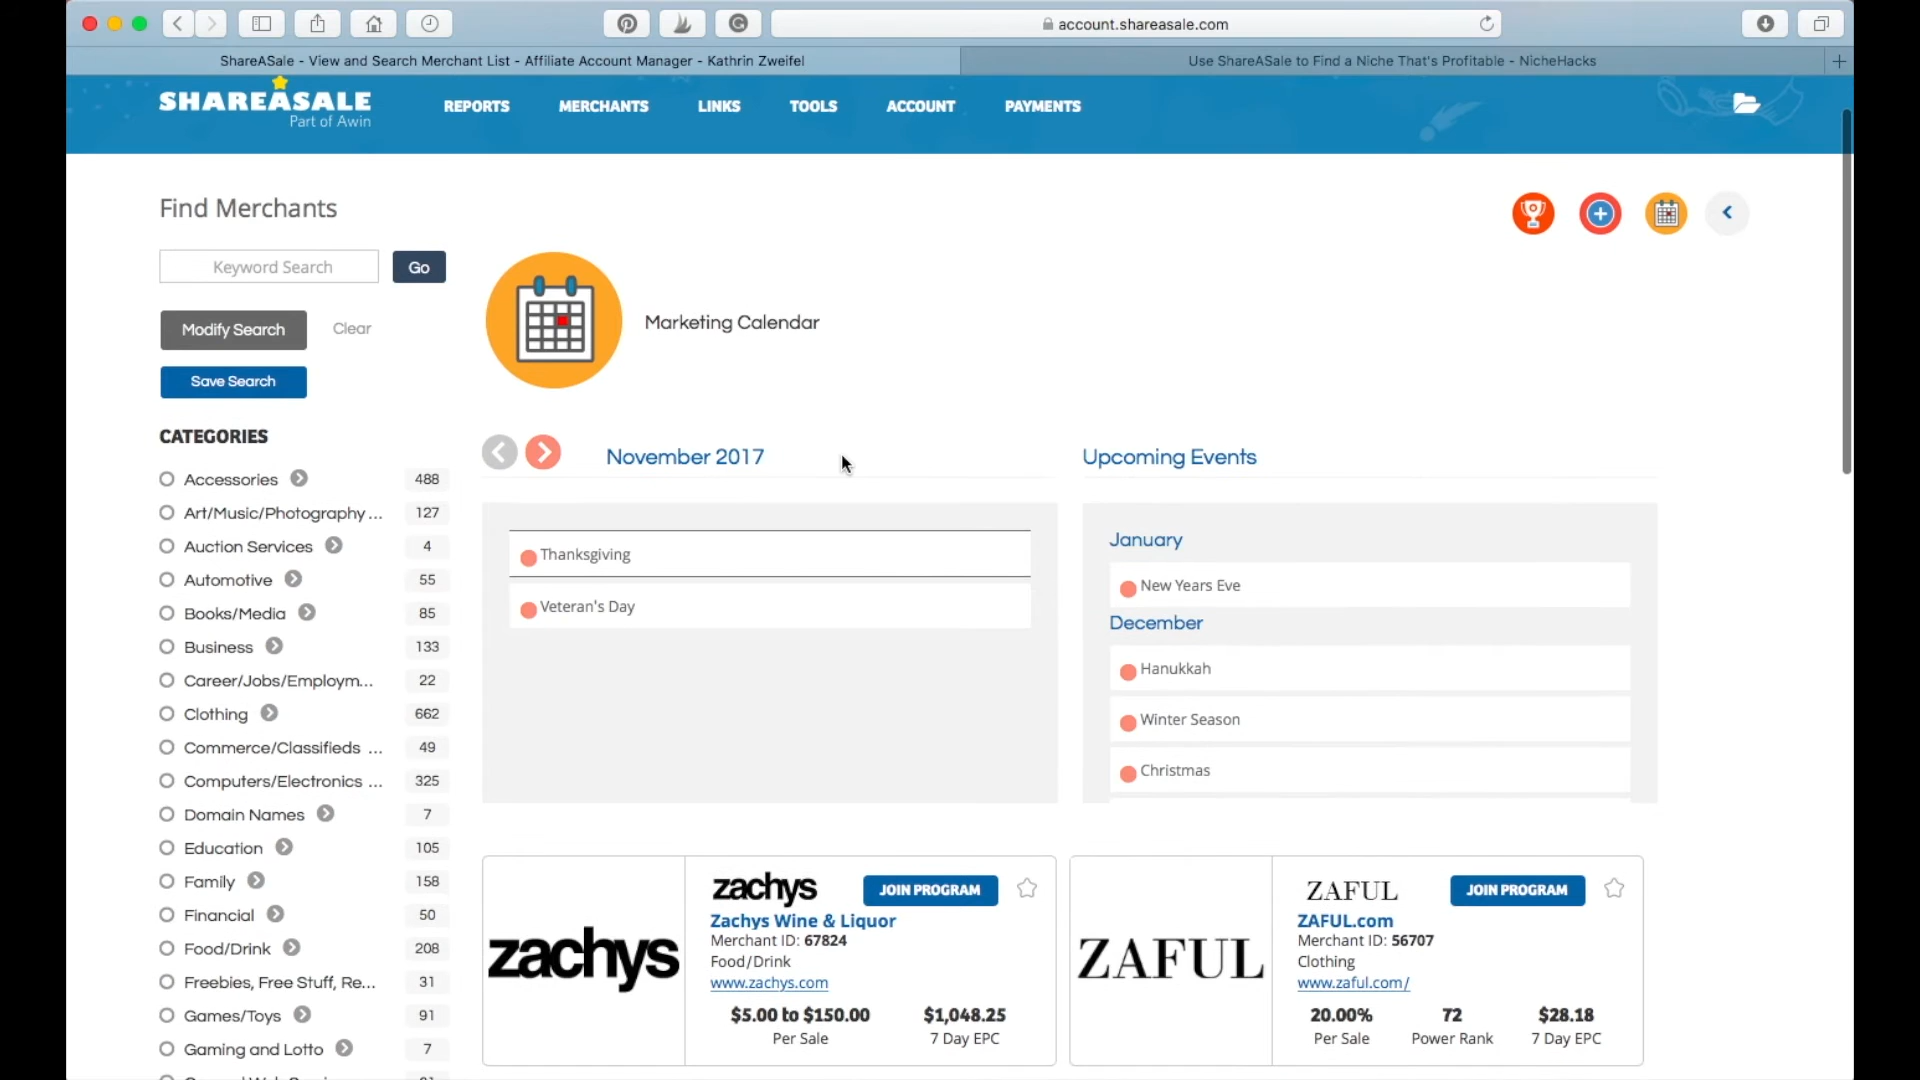 account.shareasale.com
ShareASale - View and Search Merchant List - Affiliate Account Manager - Kathrin Zweifel
Use ShareASale to Find a Niche That's Profitable - NicheHacks
SHAREASALE
Part of Awin
REPORTS MERCHANTS LINKS TOOLS ACCOUNT PAYMENTS
Find Merchants
Keyword Search Go
Modify Search Clear
Save Search
Marketing Calendar
CATEGORIES
Accessories 488
Art/Music/Photography ... 127
Auction Services 4
Automotive 55
Books/Media 85
Business 133
Career/Jobs/Employm... 22
Clothing 662
Commerce/Classifieds ... 49
Computers/Electronics ... 325
Domain Names 7
Education 105
Family 158
Financial 50
Food/Drink 208
Freebies, Free Stuff, Re... 31
Games/Toys 91
Gaming and Lotto 7
November 2017
Thanksgiving
Veteran's Day
Upcoming Events
January
New Years Eve
December
Hanukkah
Winter Season
Christmas
zachys
zachys
JOIN PROGRAM
Zachys Wine & Liquor
Merchant ID: 67824
Food/Drink
www.zachys.com
$5.00 to $150.00 $1,048.25
Per Sale 7 Day EPC
ZAFUL
ZAFUL
JOIN PROGRAM
ZAFUL.com
Merchant ID: 56707
Clothing
www.zaful.com/
20.00% 72 $28.18
Per Sale Power Rank 7 Day EPC